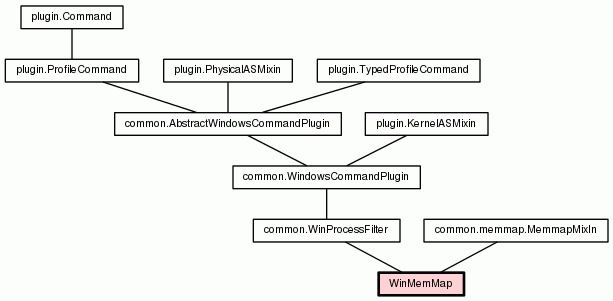 plugin.Command
plugin.ProfileCommand
plugin.PhysicalASMixin
plugin.TypedProfileCommand
common.AbstractWindowsCommandPlugin
plugin.KernelASMixin
common.WindowsCommandPlugin
common.WinProcessFilter
common.memmap.MemmapMixIn
WinMemMap